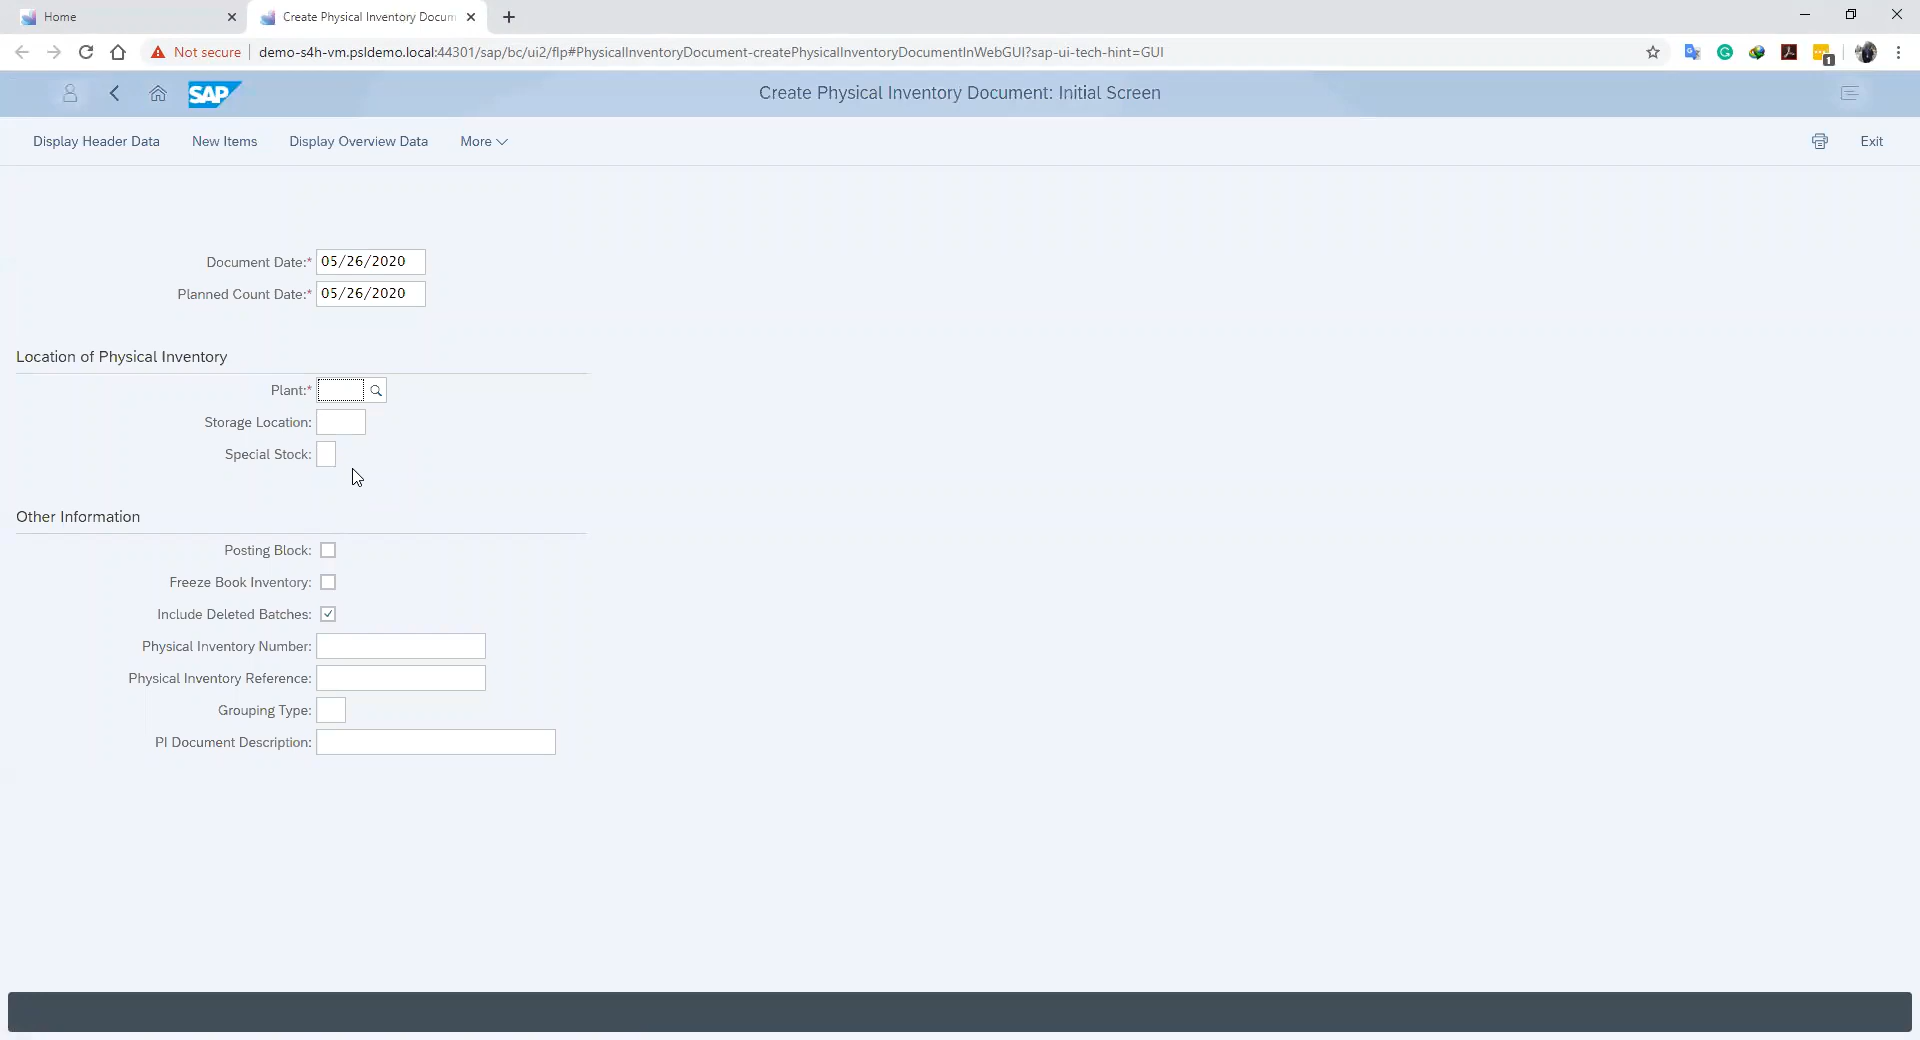 Home
Create Physical Inventory Docum
Not secure
demo-s4h-vm.psldemo.local:44301/sap/bc/ui2/flp#PhysicalInventoryDocument-createPhysicalInventoryDocumentInWebGUI?sap-ui-tech-hint=GUI
1
SAP
Create Physical Inventory Document: Initial Screen
Display Header Data
New Items
Display Overview Data
More
Exit
Document Date:* 05/26/2020
Planned Count Date:* 05/26/2020
Location of Physical Inventory
Plant:*
Storage Location:
Special Stock:
Other Information
Posting Block:
Freeze Book Inventory:
Include Deleted Batches:
Physical Inventory Number:
Physical Inventory Reference:
Grouping Type:
PI Document Description: